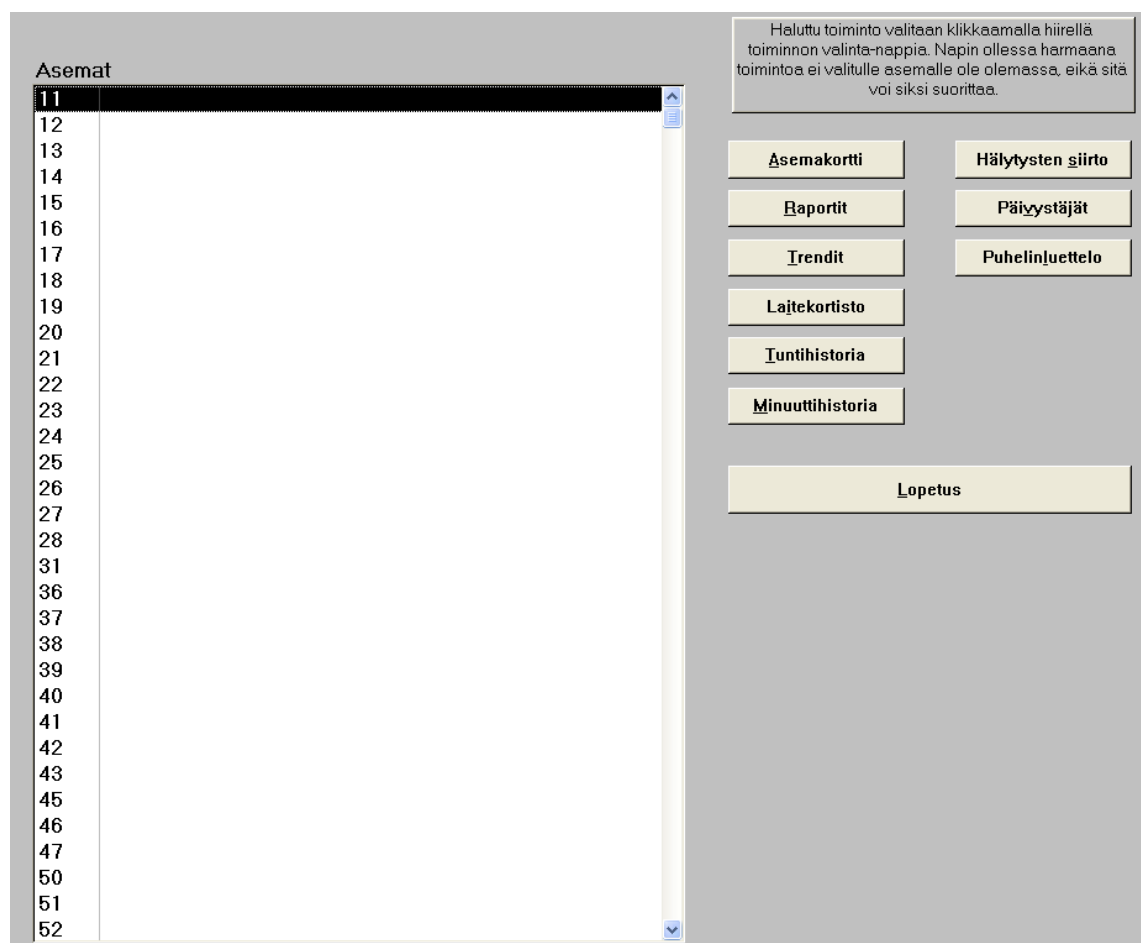 Haluttu toiminto valitaan klikkaamalla hiirellä
toiminnon valinta-nappia. Napin ollessa harmaana
toimintoa ei valitulle asemalle ole olemassa, eikä sitä
voi siksi suorittaa.
Asemat
11
12
13
14
15
16
17
18
19
20
21
22
23
24
25
26
27
28
31
36
37
38
39
40
41
42
43
45
46
47
50
51
52
Asemakortti
Hälytysten siirto
Raportit
Päivystäjät
Trendit
Puhelinluettelo
Laitekortisto
Tuntihistoria
Minuuttihistoria
Lopetus